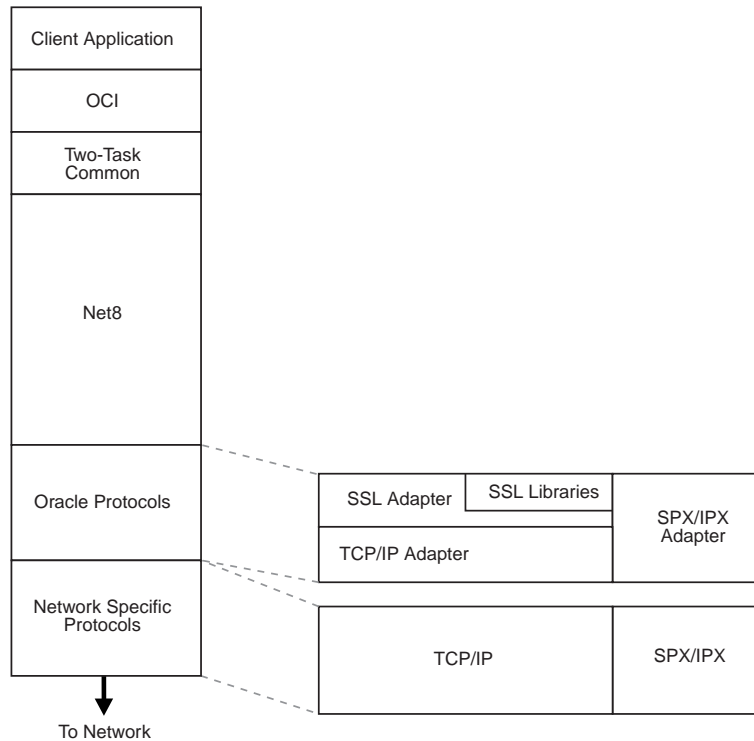 Client Application
OCI
Two-Task
Common
Net8
Oracle Protocols
Network Specific
Protocols
To Network
SSL Adapter
SSL Libraries
TCP/IP Adapter
SPX/IPX
Adapter
TCP/IP
SPX/IPX